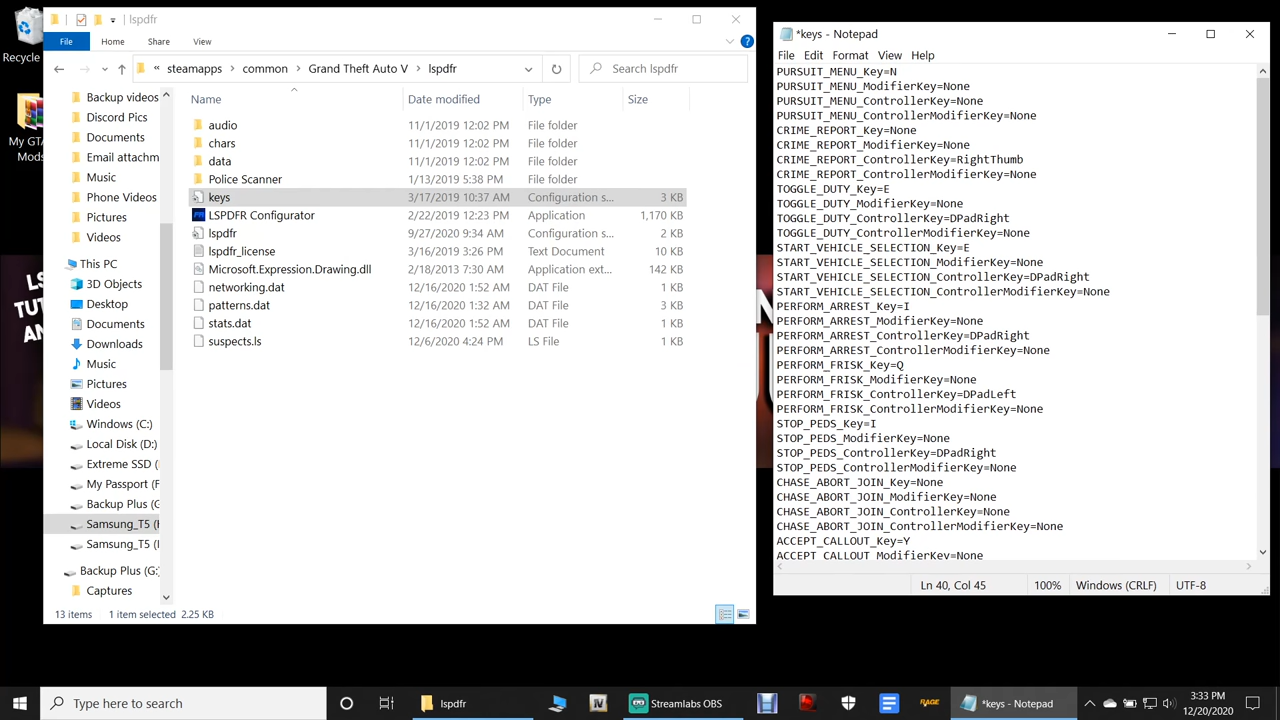 lspdfr
File Home Share View
« steamapps > common > Grand Theft Auto V > lspdfr
Search lspdfr
Name Date modified Type Size
audio 11/1/2019 12:02 PM File folder
chars 11/1/2019 12:02 PM File folder
data 11/1/2019 12:02 PM File folder
Police Scanner 1/13/2019 5:38 PM File folder
keys 3/17/2019 10:37 AM Configuration s... 3 KB
LSPDFR Configurator 2/22/2019 12:23 PM Application 1,170 KB
lspdfr 9/27/2020 9:34 AM Configuration s... 2 KB
lspdfr_license 3/16/2019 3:26 PM Text Document 10 KB
Microsoft.Expression.Drawing.dll 2/18/2013 7:30 AM Application ext... 142 KB
networking.dat 12/16/2020 1:52 AM DAT File 1 KB
patterns.dat 12/16/2020 1:32 AM DAT File 3 KB
stats.dat 12/16/2020 1:52 AM DAT File 1 KB
suspects.ls 12/6/2020 4:24 PM LS File 1 KB
Backup videos
Discord Pics
Documents
Email attachm
Music
Phone Videos
Pictures
Videos
This PC
3D Objects
Desktop
Documents
Downloads
Music
Pictures
Videos
Windows (C:)
Local Disk (D:)
Extreme SSD (
My Passport (F
Backup Plus (G
Samsung_T5 (
Samsung_T5 (
Backup Plus (G:
Captures
13 items 1 item selected 2.25 KB
Recycle
My GTA
Mods
LS
TUT
AN
*keys - Notepad
File Edit Format View Help
PURSUIT_MENU_Key=N
PURSUIT_MENU_ModifierKey=None
PURSUIT_MENU_ControllerKey=None
PURSUIT_MENU_ControllerModifierKey=None
CRIME_REPORT_Key=None
CRIME_REPORT_ModifierKey=None
CRIME_REPORT_ControllerKey=RightThumb
CRIME_REPORT_ControllerModifierKey=None
TOGGLE_DUTY_Key=E
TOGGLE_DUTY_ModifierKey=None
TOGGLE_DUTY_ControllerKey=DPadRight
TOGGLE_DUTY_ControllerModifierKey=None
START_VEHICLE_SELECTION_Key=E
START_VEHICLE_SELECTION_ModifierKey=None
START_VEHICLE_SELECTION_ControllerKey=DPadRight
START_VEHICLE_SELECTION_ControllerModifierKey=None
PERFORM_ARREST_Key=I
PERFORM_ARREST_ModifierKey=None
PERFORM_ARREST_ControllerKey=DPadRight
PERFORM_ARREST_ControllerModifierKey=None
PERFORM_FRISK_Key=Q
PERFORM_FRISK_ModifierKey=None
PERFORM_FRISK_ControllerKey=DPadLeft
PERFORM_FRISK_ControllerModifierKey=None
STOP_PEDS_Key=I
STOP_PEDS_ModifierKey=None
STOP_PEDS_ControllerKey=DPadRight
STOP_PEDS_ControllerModifierKey=None
CHASE_ABORT_JOIN_Key=None
CHASE_ABORT_JOIN_ModifierKey=None
CHASE_ABORT_JOIN_ControllerKey=None
CHASE_ABORT_JOIN_ControllerModifierKey=None
ACCEPT_CALLOUT_Key=Y
ACCEPT_CALLOUT_ModifierKey=None
Ln 40, Col 45 100% Windows (CRLF) UTF-8
Type here to search
lspdfr
Streamlabs OBS
RAGE
*keys - Notepad
3:33 PM
12/20/2020